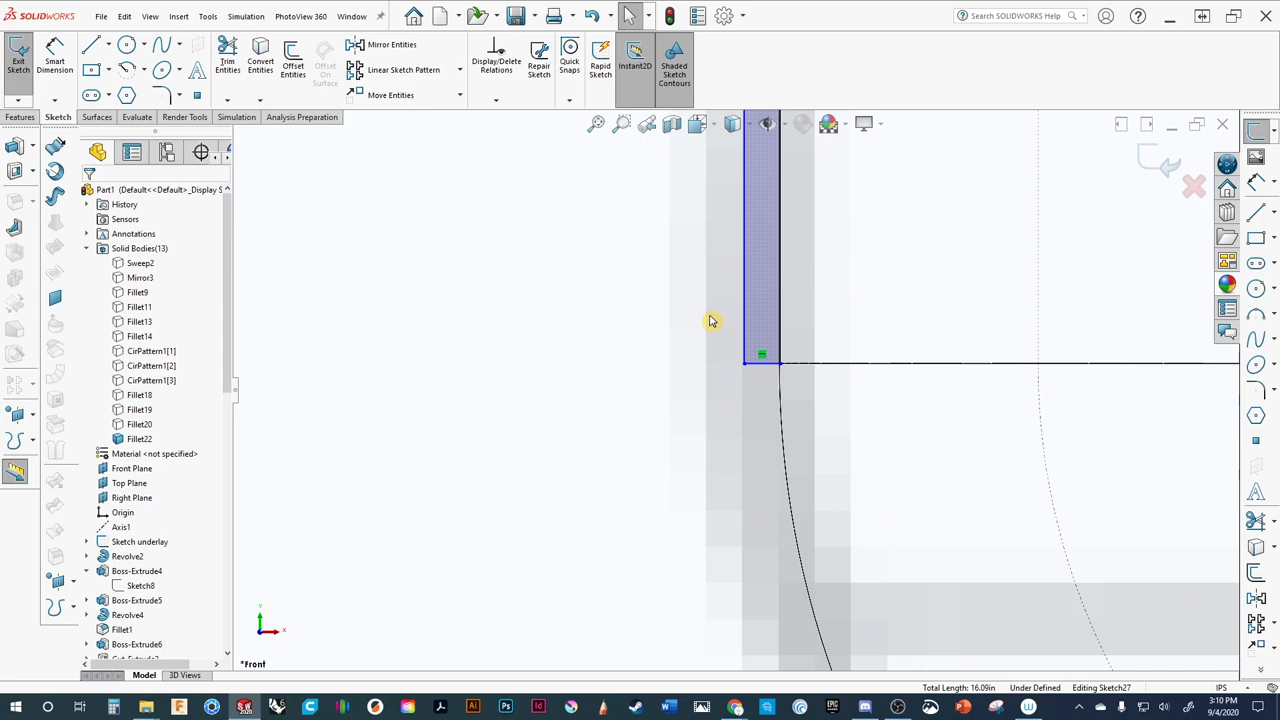 SOLIDWORKS File Edit View Insert Tools Simulation PhotoView 360 Window Search SOLIDWORKS Help
Exit Sketch
Smart Dimension
Trim Entities
Convert Entities
Offset Entities
Offset On Surface
Mirror Entities
Linear Sketch Pattern
Move Entities
Display/Delete Relations
Repair Sketch
Quick Snaps
Rapid Sketch
Instant2D
Shaded Sketch Contours
Features Sketch Surfaces Evaluate Render Tools Simulation Analysis Preparation
Part1 (Default<<Default>_Display S
History
Sensors
Annotations
Solid Bodies(13)
Sweep2
Mirror3
Fillet9
Fillet11
Fillet13
Fillet14
CirPattern1[1]
CirPattern1[2]
CirPattern1[3]
Fillet18
Fillet19
Fillet20
Fillet22
Material <not specified>
Front Plane
Top Plane
Right Plane
Origin
Axis1
Sketch underlay
Revolve2
Boss-Extrude4
Sketch8
Boss-Extrude5
Revolve4
Fillet1
Boss-Extrude6
Y
X
*Front
Model 3D Views
Total Length: 16.09in Under Defined Editing Sketch27 IPS
3:10 PM
9/4/2020